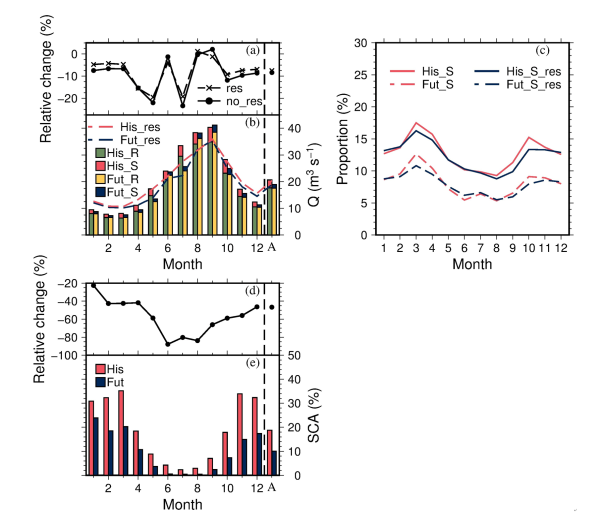 Relative change (%)
0
−10
−20
(a)
res
no_res
(b)
His_res
Fut_res
His_R
His_S
Fut_R
Fut_S
40
30
20
10
0
Q (m³ s⁻¹)
2 4 6 8 10 12 A
Month
30
25
20
15
10
5
0
Proportion (%)
(c)
His_S His_S_res
Fut_S Fut_S_res
1 2 3 4 5 6 7 8 9 10 11 12
Month
Relative change (%)
−20
−40
−60
−80
−100
(d)
(e)
His
Fut
50
40
30
20
10
0
SCA (%)
2 4 6 8 10 12 A
Month